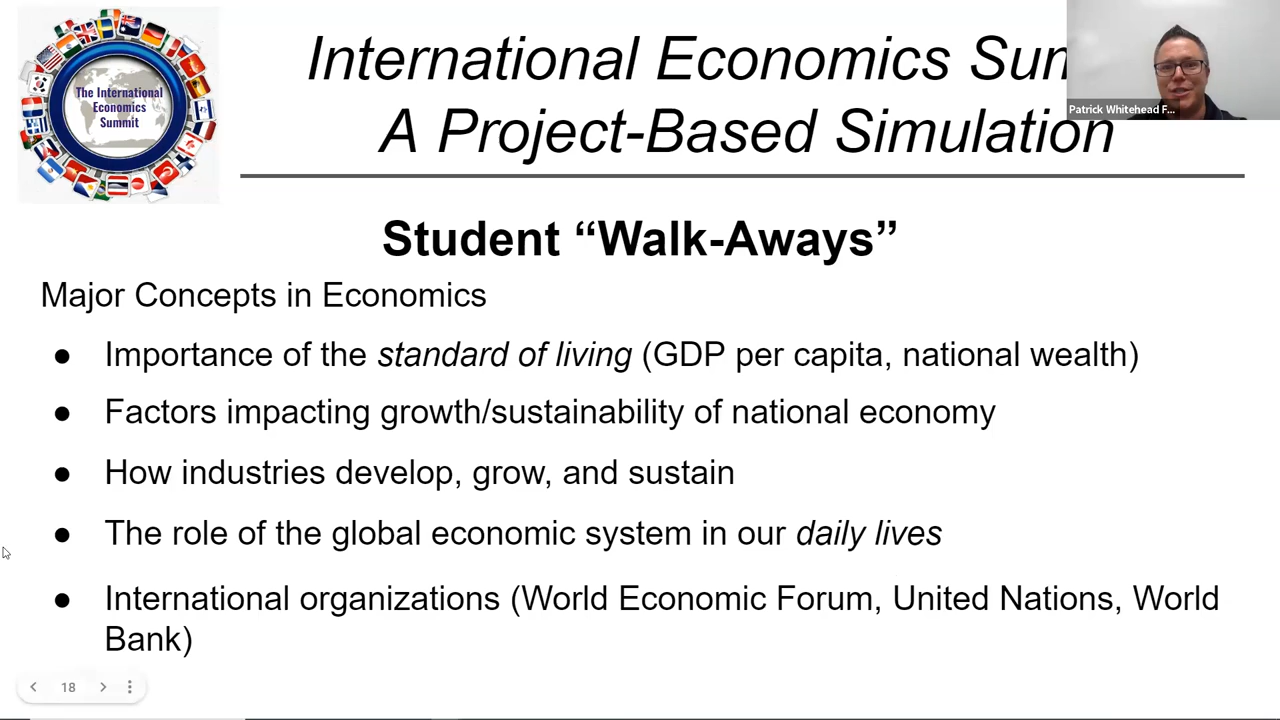 The International
Economics
Summit
International Economics Sum
A Project-Based Simulation
Patrick Whitehead F...
Student “Walk-Aways”
Major Concepts in Economics
● Importance of the standard of living (GDP per capita, national wealth)
● Factors impacting growth/sustainability of national economy
● How industries develop, grow, and sustain
● The role of the global economic system in our daily lives
● International organizations (World Economic Forum, United Nations, World
Bank)
18